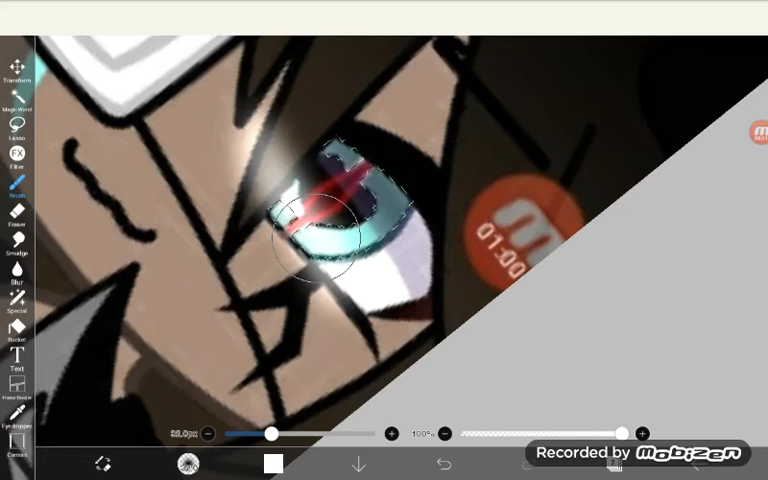 Transform
Magic Wand
Lasso
FX
Filter
Brush
Eraser
Smudge
Blur
Special
Bucket
T
Text
Frame Divider
Eyedropper
Canvas
m
01:00
m
100%
Recorded by mobizen